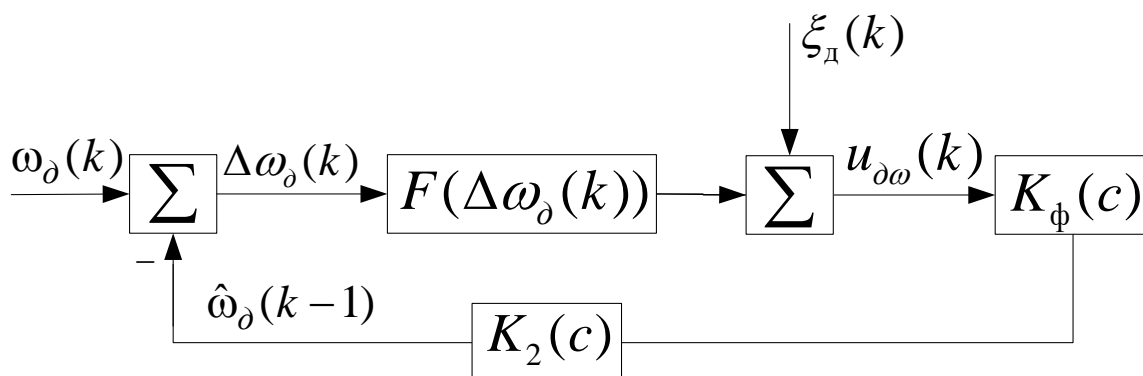 ξ_д(k)
ω_∂(k)
∑
Δω_∂(k)
F(Δω_∂(k))
∑
u_∂ω(k)
K_ф(c)
−
ω̂_∂(k−1)
K_2(c)